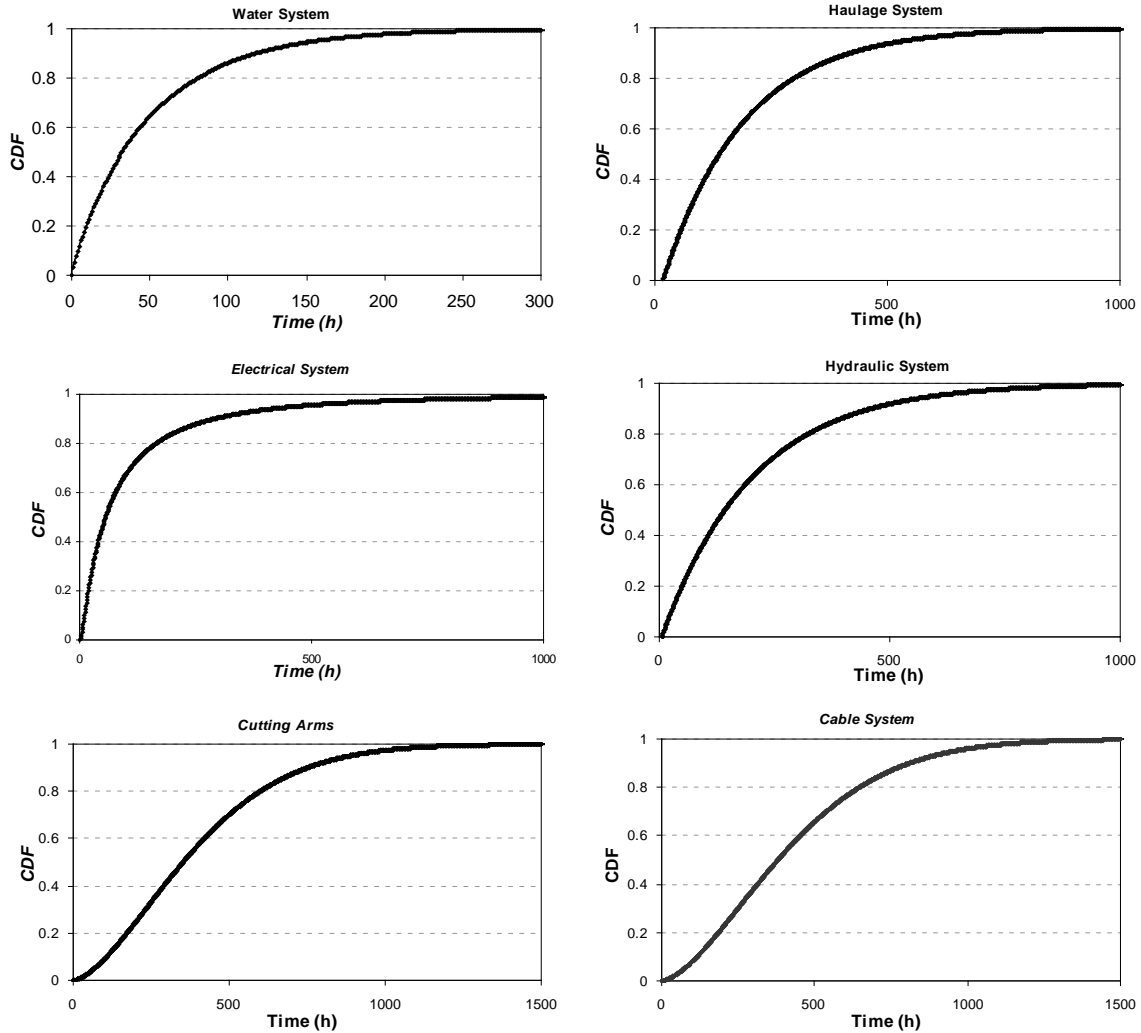 Water System
1
0.8
0.6
0.4
0.2
0
CDF
0 50 100 150 200 250 300
Time (h)
Haulage System
1
0.8
0.6
0.4
0.2
0
CDF
0 500 1000
Time (h)
Electrical System
1
0.8
0.6
0.4
0.2
0
CDF
0 500 1000
Time (h)
Hydraulic System
1
0.8
0.6
0.4
0.2
0
CDF
0 500 1000
Time (h)
Cutting Arms
1
0.8
0.6
0.4
0.2
0
CDF
0 500 1000 1500
Time (h)
Cable System
1
0.8
0.6
0.4
0.2
0
CDF
0 500 1000 1500
Time (h)